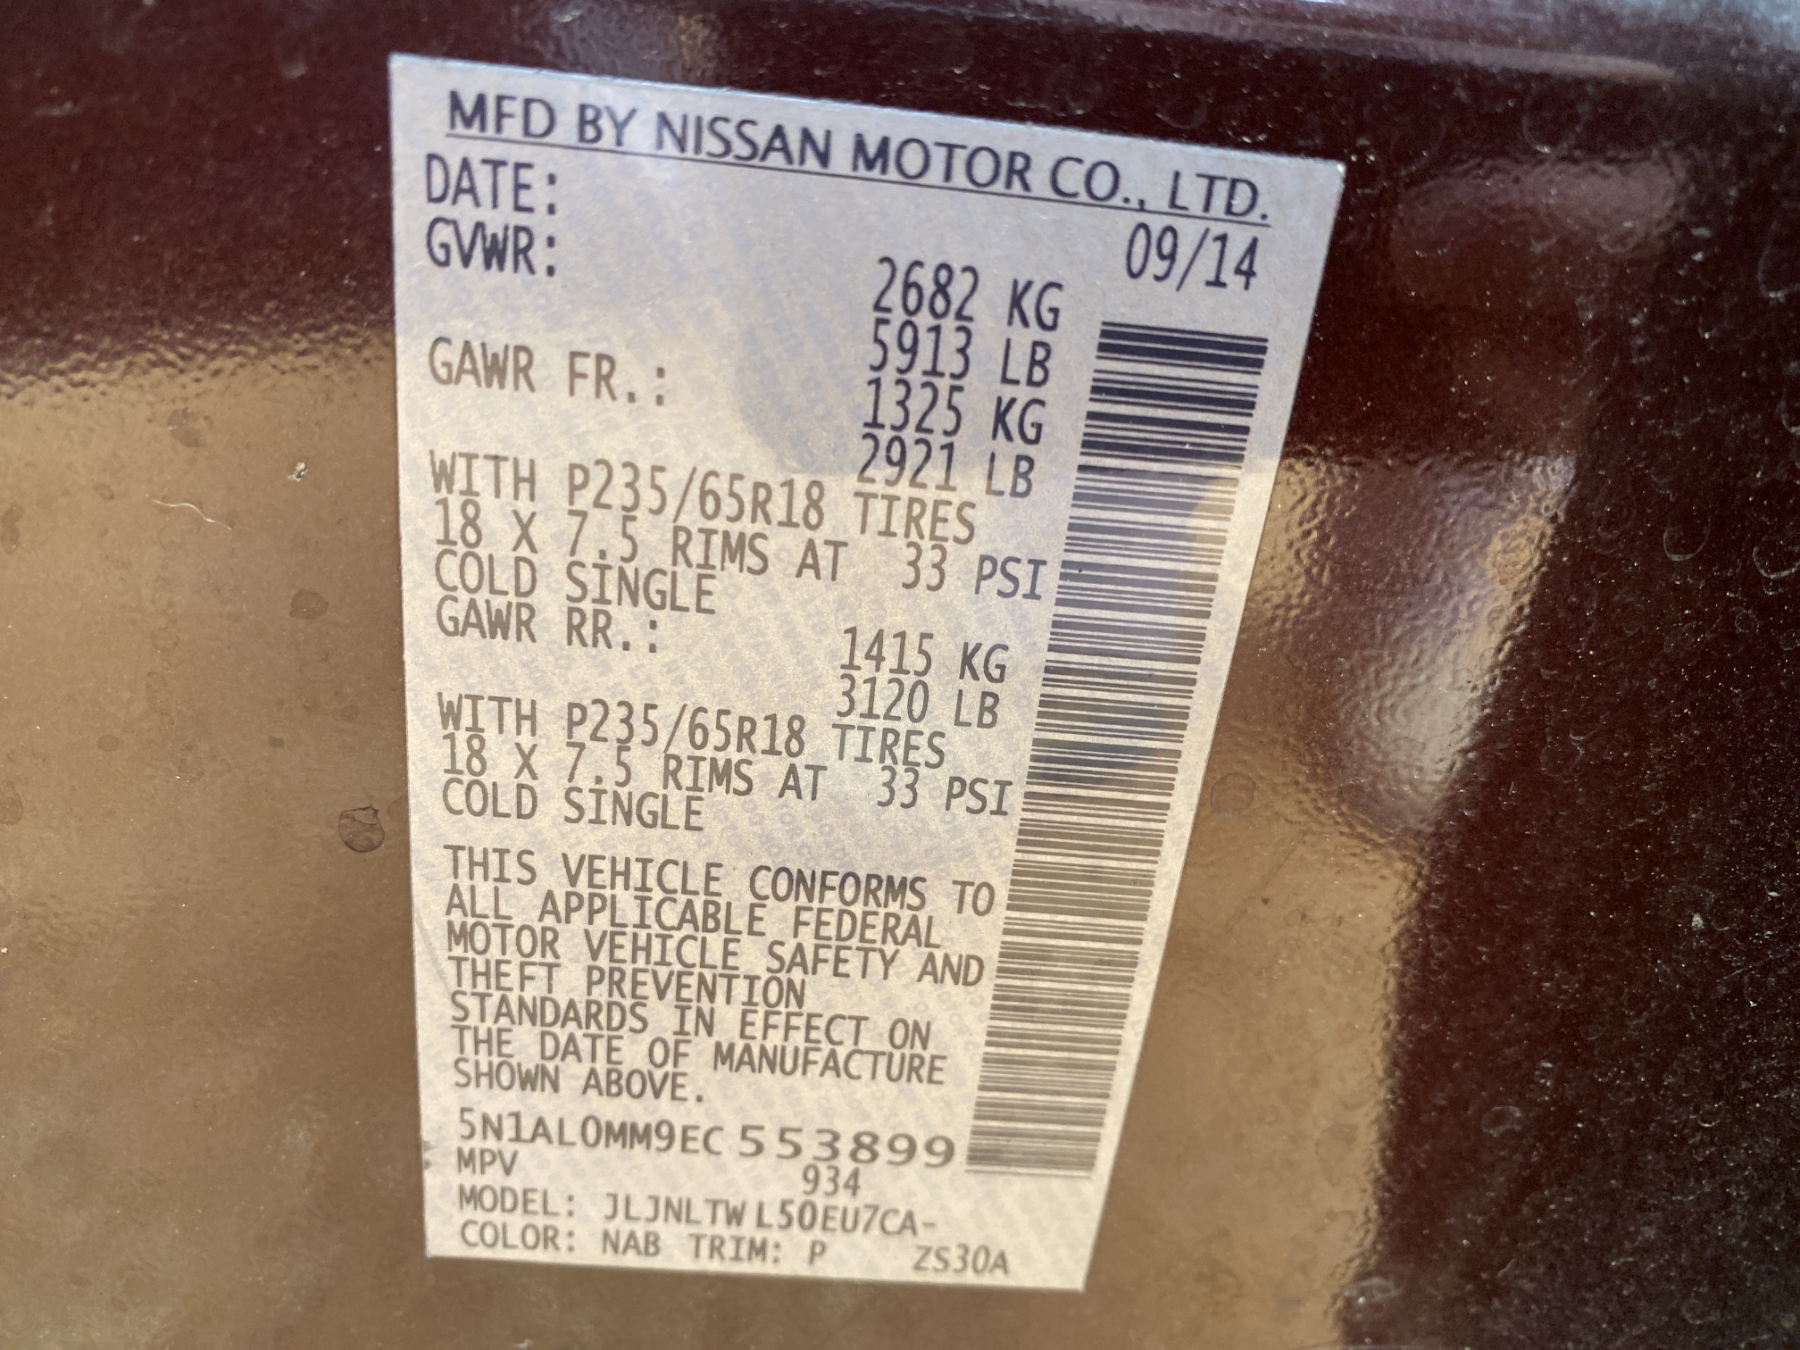 MFD BY NISSAN MOTOR CO., LTD.
DATE: 09/14
GVWR: 2682 KG
5913 LB
GAWR FR.: 1325 KG
2921 LB
WITH P235/65R18 TIRES
18 X 7.5 RIMS AT 33 PSI
COLD SINGLE
GAWR RR.: 1415 KG
3120 LB
WITH P235/65R18 TIRES
18 X 7.5 RIMS AT 33 PSI
COLD SINGLE
THIS VEHICLE CONFORMS TO
ALL APPLICABLE FEDERAL
MOTOR VEHICLE SAFETY AND
THEFT PREVENTION
STANDARDS IN EFFECT ON
THE DATE OF MANUFACTURE
SHOWN ABOVE.
5N1AL0MM9EC553899
MPV 934
MODEL: JLJNLTW L50EU7CA-
COLOR: NAB TRIM: P ZS30A